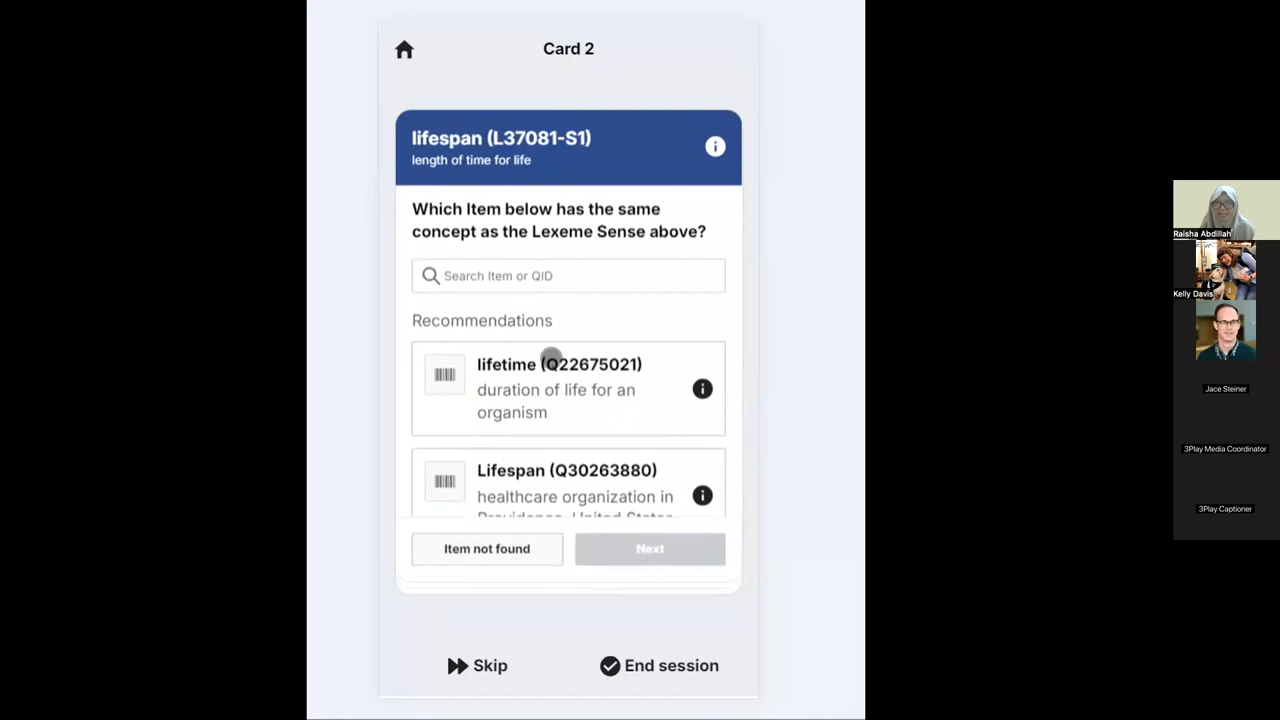 Card 2
lifespan (L37081-S1)
length of time for life
Which Item below has the same
concept as the Lexeme Sense above?
Search Item or QID
Recommendations
lifetime (Q22675021)
duration of life for an
organism
Lifespan (Q30263880)
healthcare organization in
Providence, United States
Item not found
Next
Skip
End session
Raisha Abdillah
Kelly Davis
Jace Steiner
3Play Media Coordinator
3Play Captioner